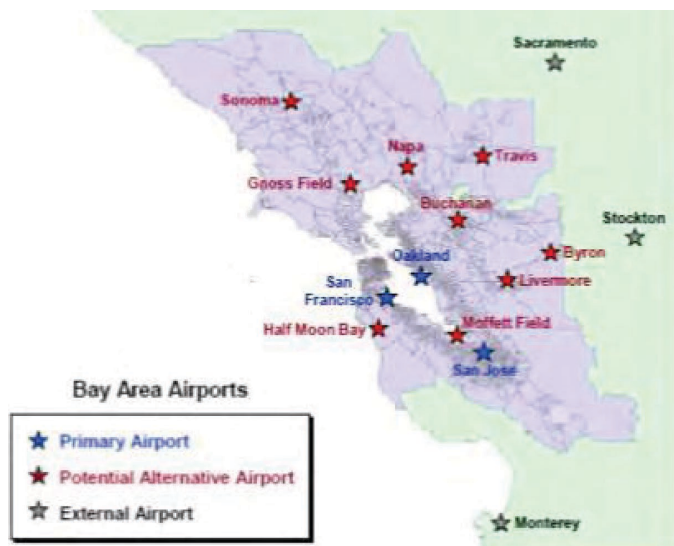 Sacramento
Sonoma
Napa
Travis
Gnoss Field
Buchanan
Stockton
Oakland
Byron
San
Francisco
Livermore
Half Moon Bay
Moffett Field
San José
Bay Area Airports
Primary Airport
Potential Alternative Airport
External Airport
Monterey